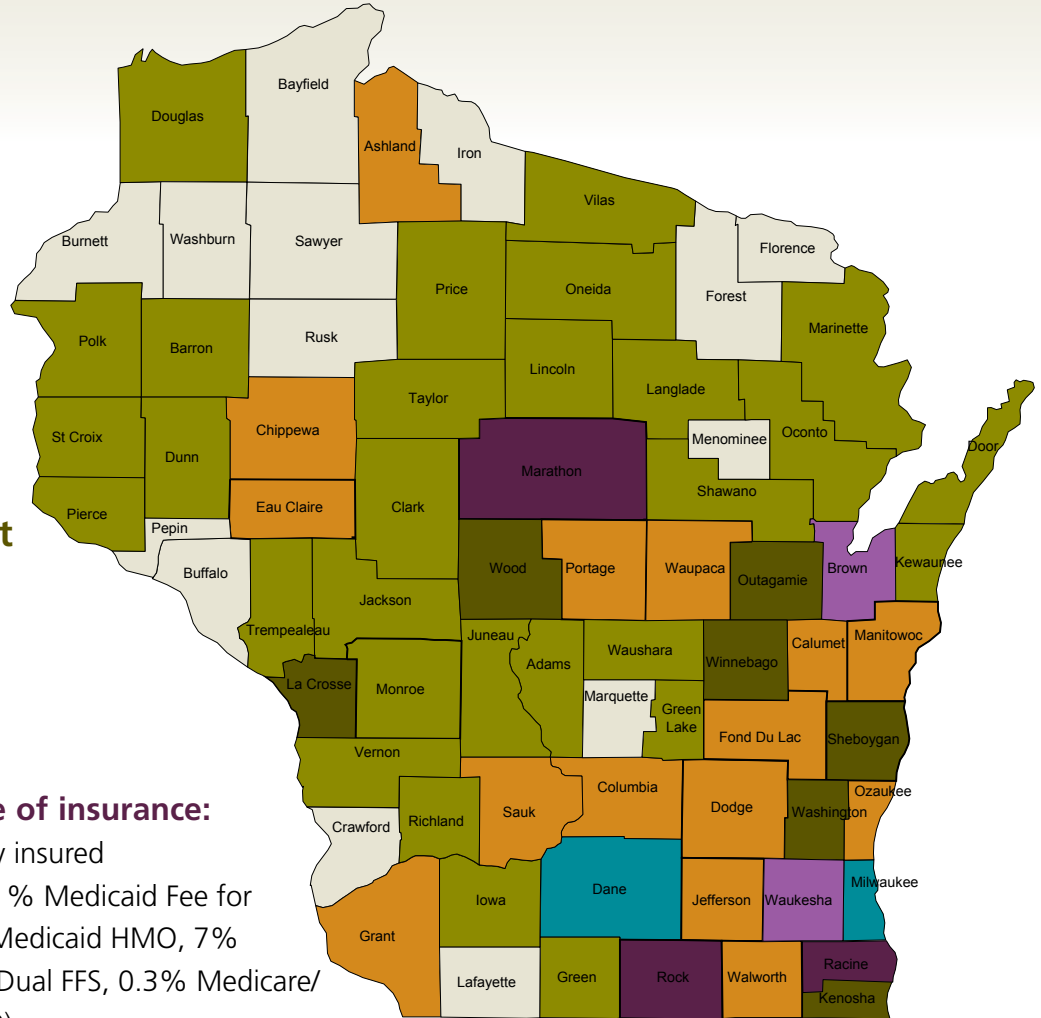 Bayfield
Douglas
Ashland
Iron
Vilas
Burnett
Washburn
Sawyer
Florence
Price
Oneida
Forest
Marinette
Polk
Barron
Rusk
Lincoln
Langlade
Taylor
Chippewa
St Croix
Dunn
Menominee
Oconto
Door
Marathon
Shawano
Eau Claire
Clark
Pierce
Pepin
t
Buffalo
Wood
Portage
Waupaca
Outagamie
Brown
Kewaunee
Jackson
Trempealeau
Juneau
Adams
Waushara
Winnebago
Calumet
Manitowoc
La Crosse
Monroe
Marquette
Green
Lake
Fond Du Lac
Sheboygan
Vernon
Columbia
Dodge
Washington
Ozaukee
Sauk
Richland
Crawford
e of insurance:
y insured
% Medicaid Fee for
Medicaid HMO, 7%
Dual FFS, 0.3% Medicare/
Iowa
Dane
Jefferson
Waukesha
Milwaukee
Grant
Lafayette
Green
Rock
Walworth
Racine
Kenosha